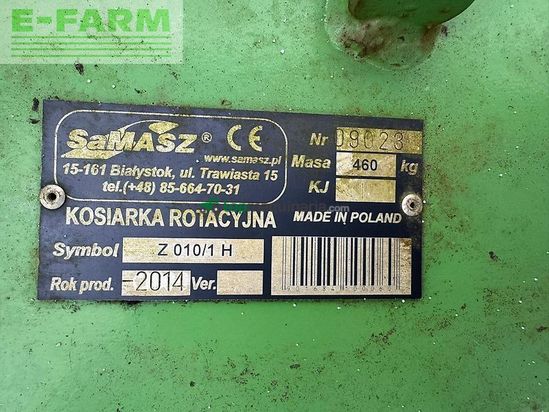 E-FARM
SaMASZ® CE
www.samasz.pl
15-161 Białystok, ul. Trawiasta 15
tel.(+48) 85-664-70-31
Nr 09023
Masa 460 kg
KJ
KOSIARKA ROTACYJNA MADE IN POLAND
Symbol Z 010/1 H
Rok prod. 2014 Ver.